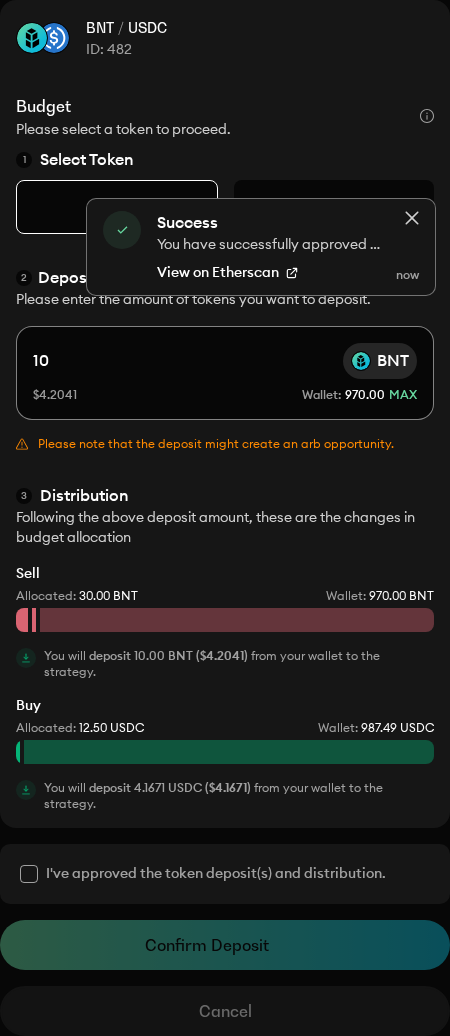 BNT / USDC
ID: 482
Budget
Please select a token to proceed.
1 Select Token
Success
You have successfully approved ...
View on Etherscan
now
2 Depos
Please enter the amount of tokens you want to deposit.
10 BNT
$4.2041 Wallet: 970.00 MAX
Please note that the deposit might create an arb opportunity.
3 Distribution
Following the above deposit amount, these are the changes in
budget allocation
Sell
Allocated: 30.00 BNT Wallet: 970.00 BNT
You will deposit 10.00 BNT ($4.2041) from your wallet to the
strategy.
Buy
Allocated: 12.50 USDC Wallet: 987.49 USDC
You will deposit 4.1671 USDC ($4.1671) from your wallet to the
strategy.
I've approved the token deposit(s) and distribution.
Confirm Deposit
Cancel